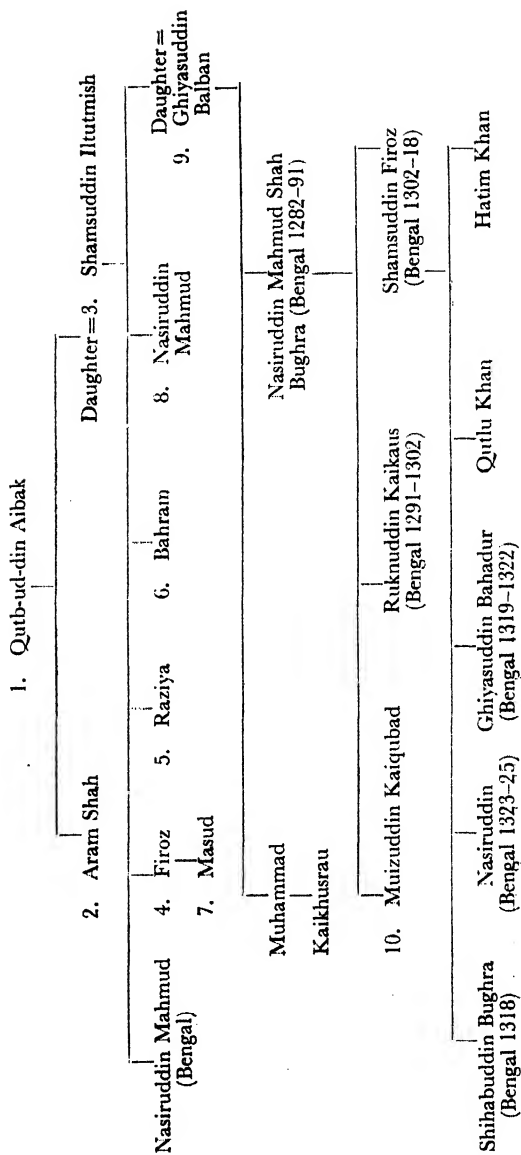 1. Qutb-ud-din Aibak
2. Aram Shah
Daughter=3. Shamsuddin Iltutmish
Nasiruddin Mahmud
(Bengal)
4. Firoz
7. Masud
5. Raziya
6. Bahram
8. Nasiruddin
Mahmud
9. Daughter=
Ghiyasuddin
Balban
Muhammad
Kaikhusrau
Nasiruddin Mahmud Shah
Bughra (Bengal 1282–91)
10. Muizuddin Kaiqubad
Ruknuddin Kaikaus
(Bengal 1291–1302)
Shamsuddin Firoz
(Bengal 1302–18)
Shihabuddin Bughra
(Bengal 1318)
Nasiruddin
(Bengal 1323–25)
Ghiyasuddin Bahadur
(Bengal 1319–1322)
Qutlu Khan
Hatim Khan